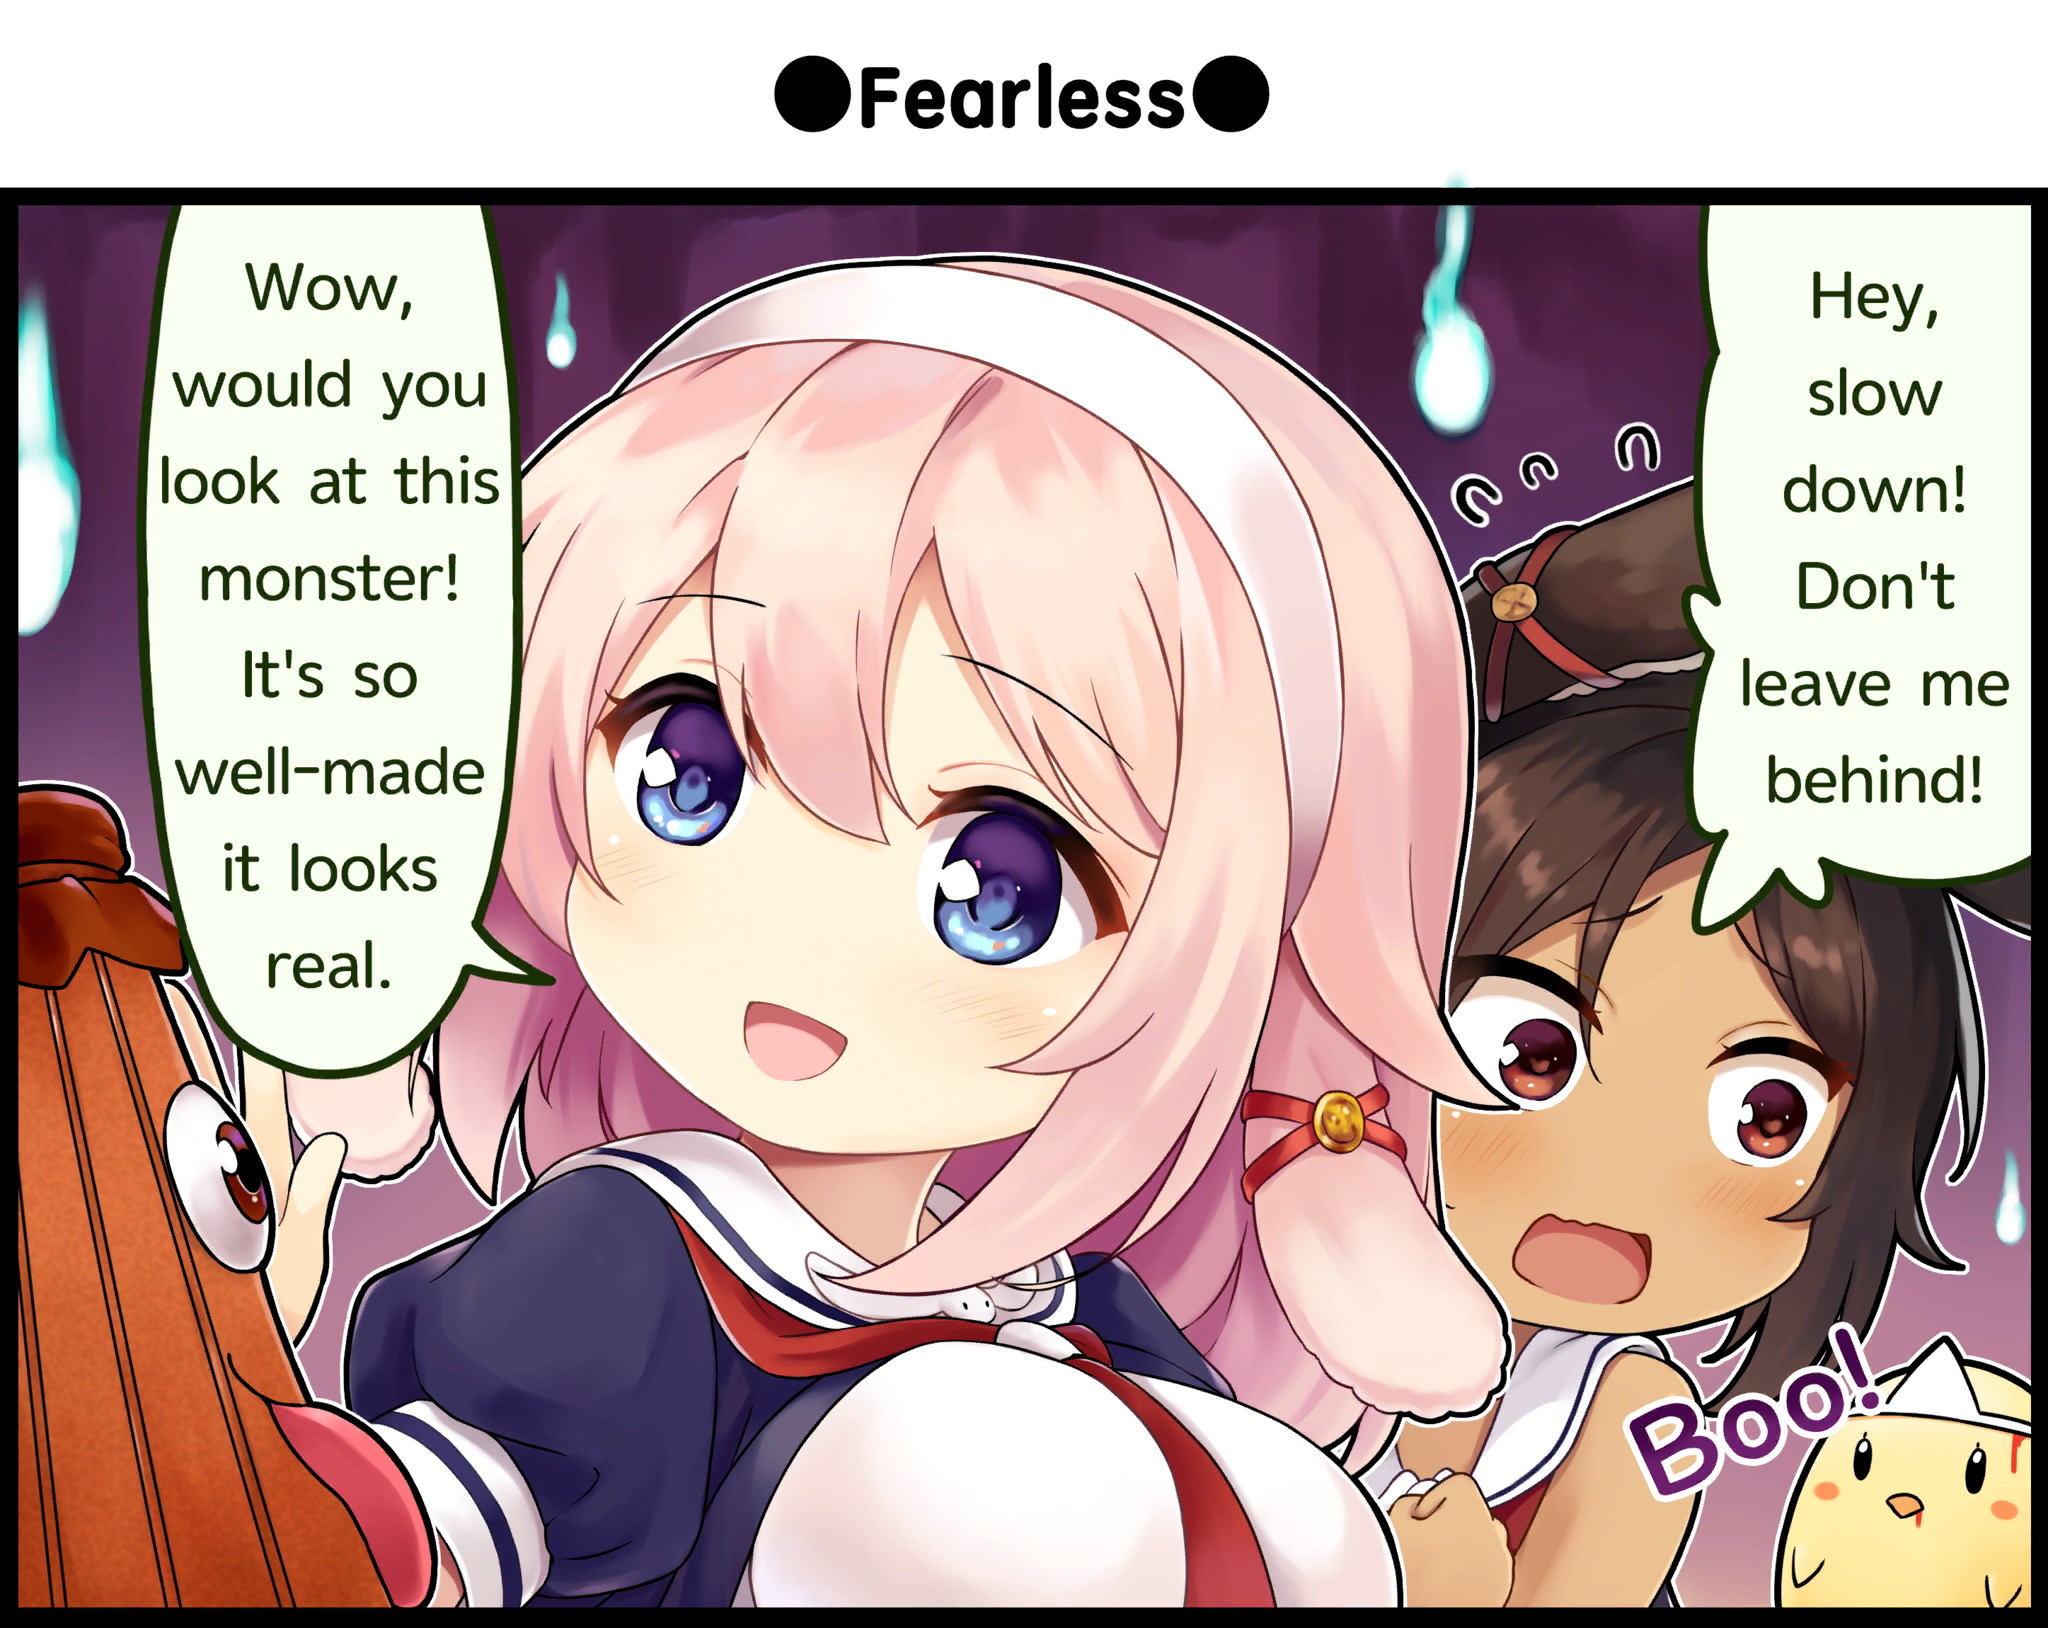 ●Fearless●
Wow,
would you
look at this
monster!
It's so
well-made
it looks
real.
Hey,
slow
down!
Don't
leave me
behind!
Boo!